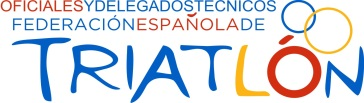 OFICIALESYDELEGADOSTECNICOS
FEDERACIÓNESPAÑOLADE
TRIATLÓN